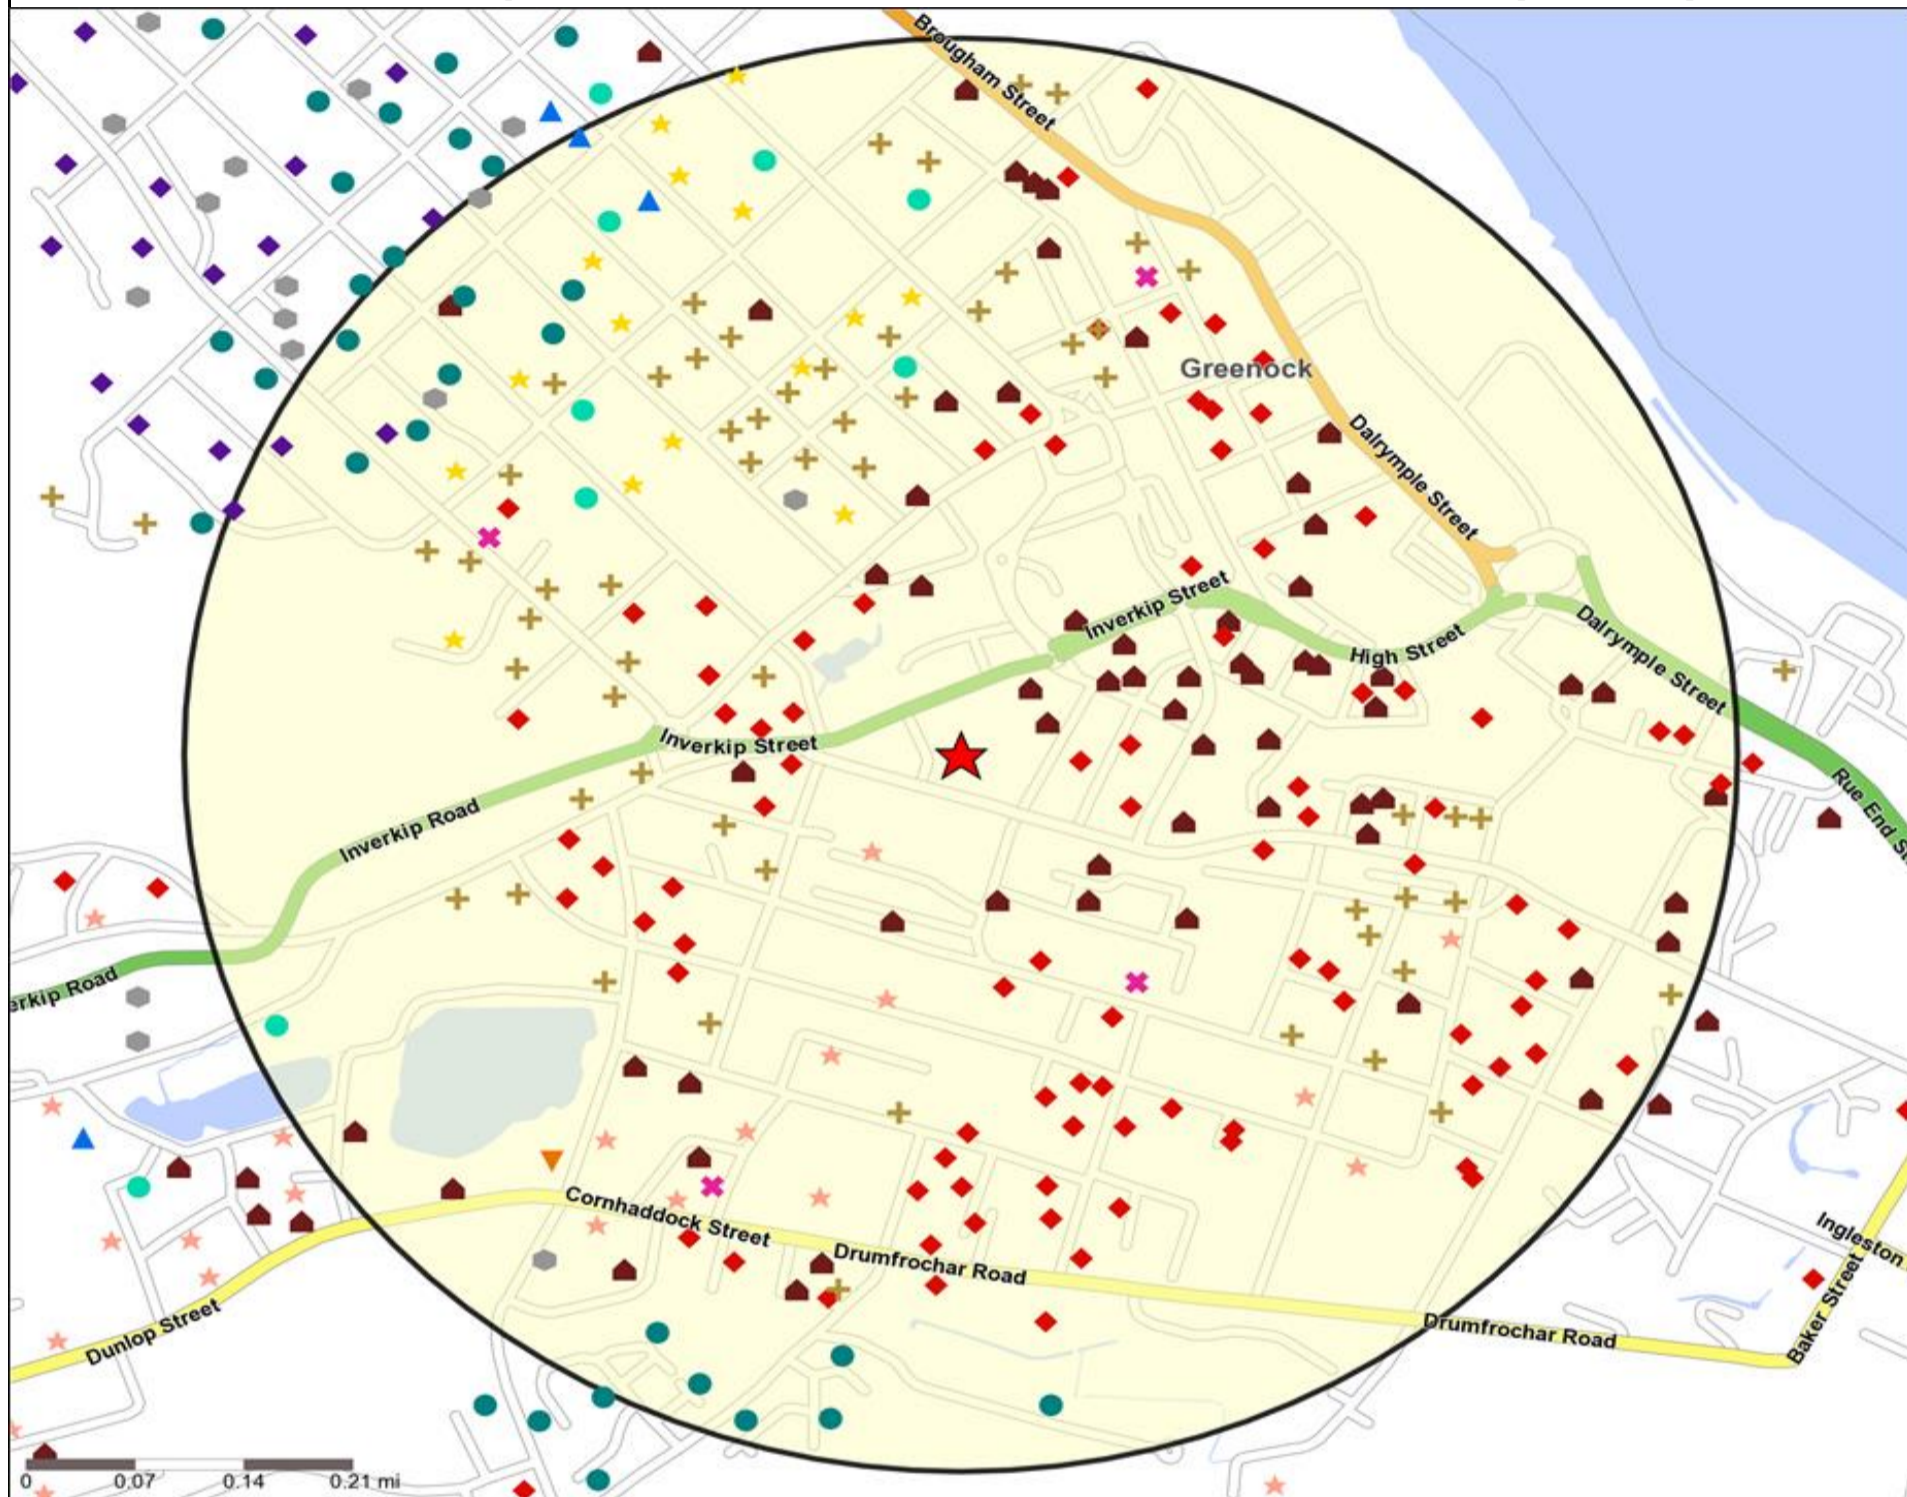 Brougham Street
Greenock
Dalrymple Street
Inverkip Street
High Street
Dalrymple Street
Inverkip Street
Rue End S
Inverkip Road
erkip Road
Cornhaddock Street
Ingleston
Drumfrochar Road
Dunlop Street
Drumfrochar Road
Baker Street
0 0.07 0.14 0.21 mi